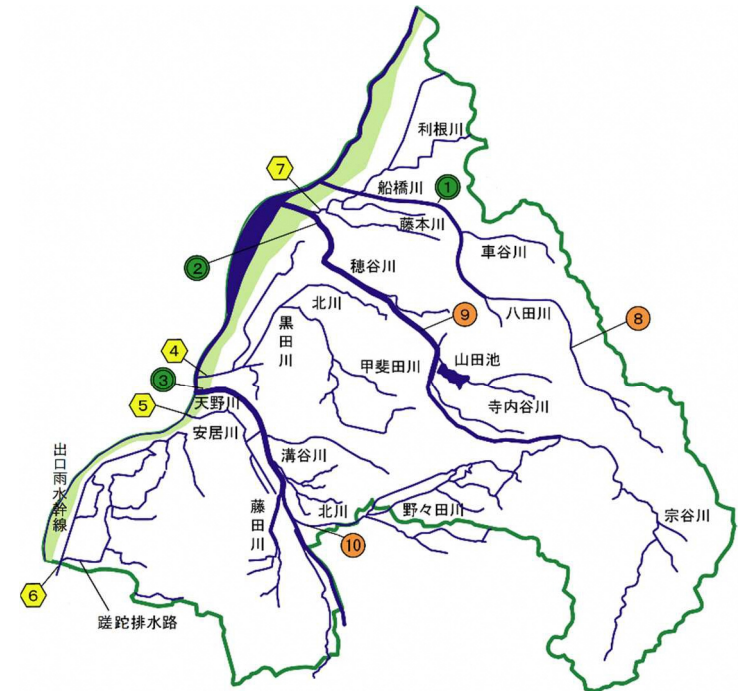 利根川
7
船橋川
1
藤本川
車谷川
2
穂谷川
八田川
北川
9
8
黒田川
4
甲斐田川
山田池
3
天野川
5
寺内谷川
安居川
出口雨水幹線
溝谷川
藤田川
北川
野々田川
宗谷川
10
6
蹉跎排水路